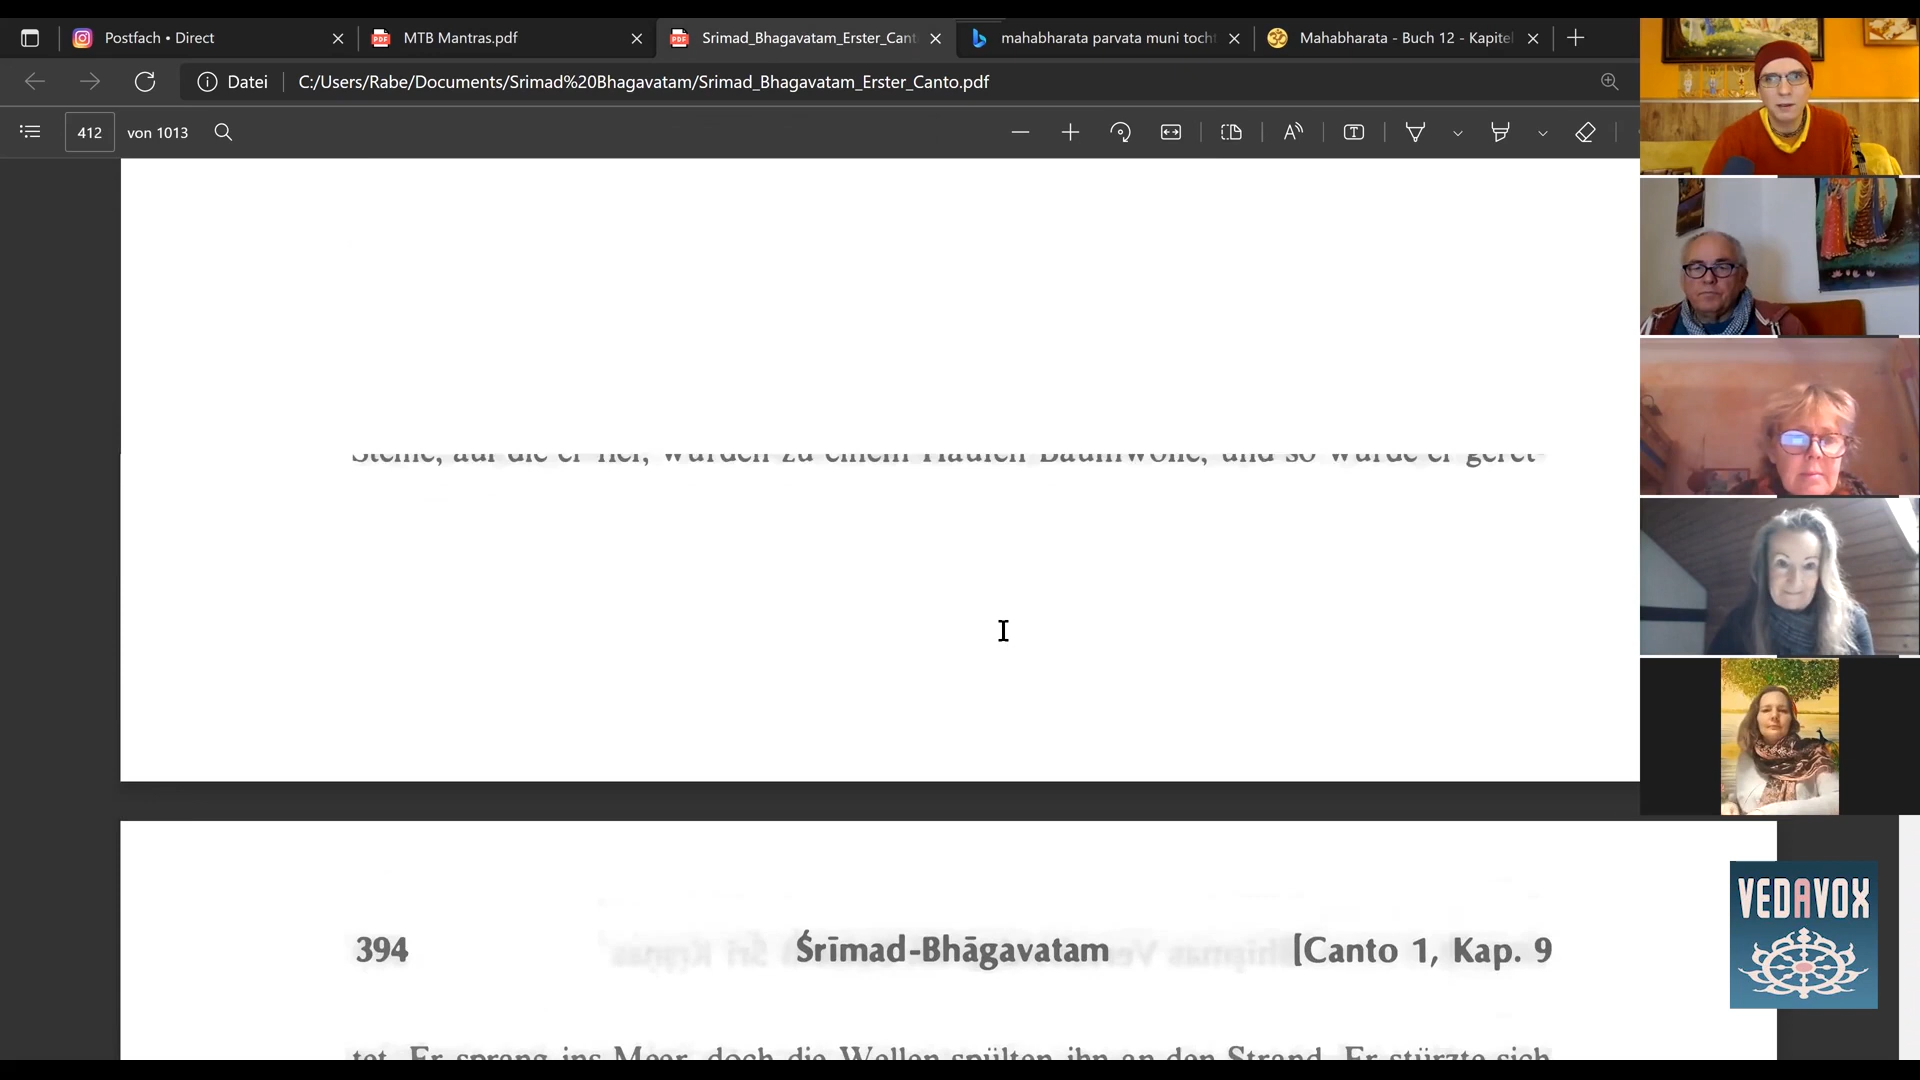 Postfach • Direct
MTB Mantras.pdf
Srimad_Bhagavatam_Erster_Cant
mahabharata parvata muni toch
Mahabharata - Buch 12 - Kapite
Datei
C:/Users/Rabe/Documents/Srimad%20Bhagavatam/Srimad_Bhagavatam_Erster_Canto.pdf
412 von 1013
Steine, auf die er fiel, wurden zu einem Haufen Baumwolle, und so wurde er geret-
394 Śrīmad-Bhāgavatam [Canto 1, Kap. 9
tet. Er sprang ins Meer, doch die Wellen spülten ihn an den Strand. Er stürzte sich
VEDAVOX